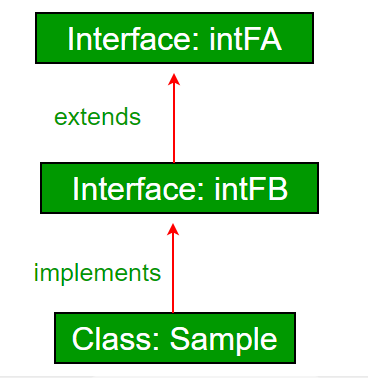 Interface: intFA
extends
Interface: intFB
implements
Class: Sample